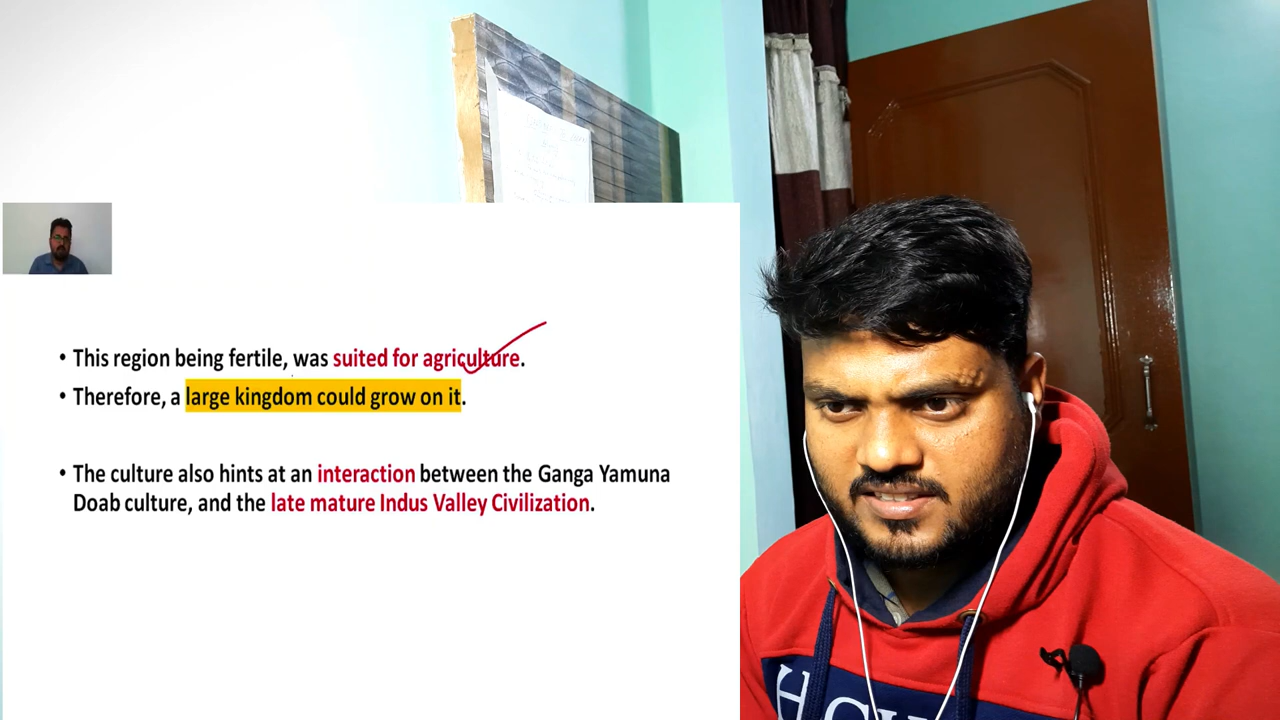 • This region being fertile, was suited for agriculture.
• Therefore, a large kingdom could grow on it.
• The culture also hints at an interaction between the Ganga Yamuna
Doab culture, and the late mature Indus Valley Civilization.